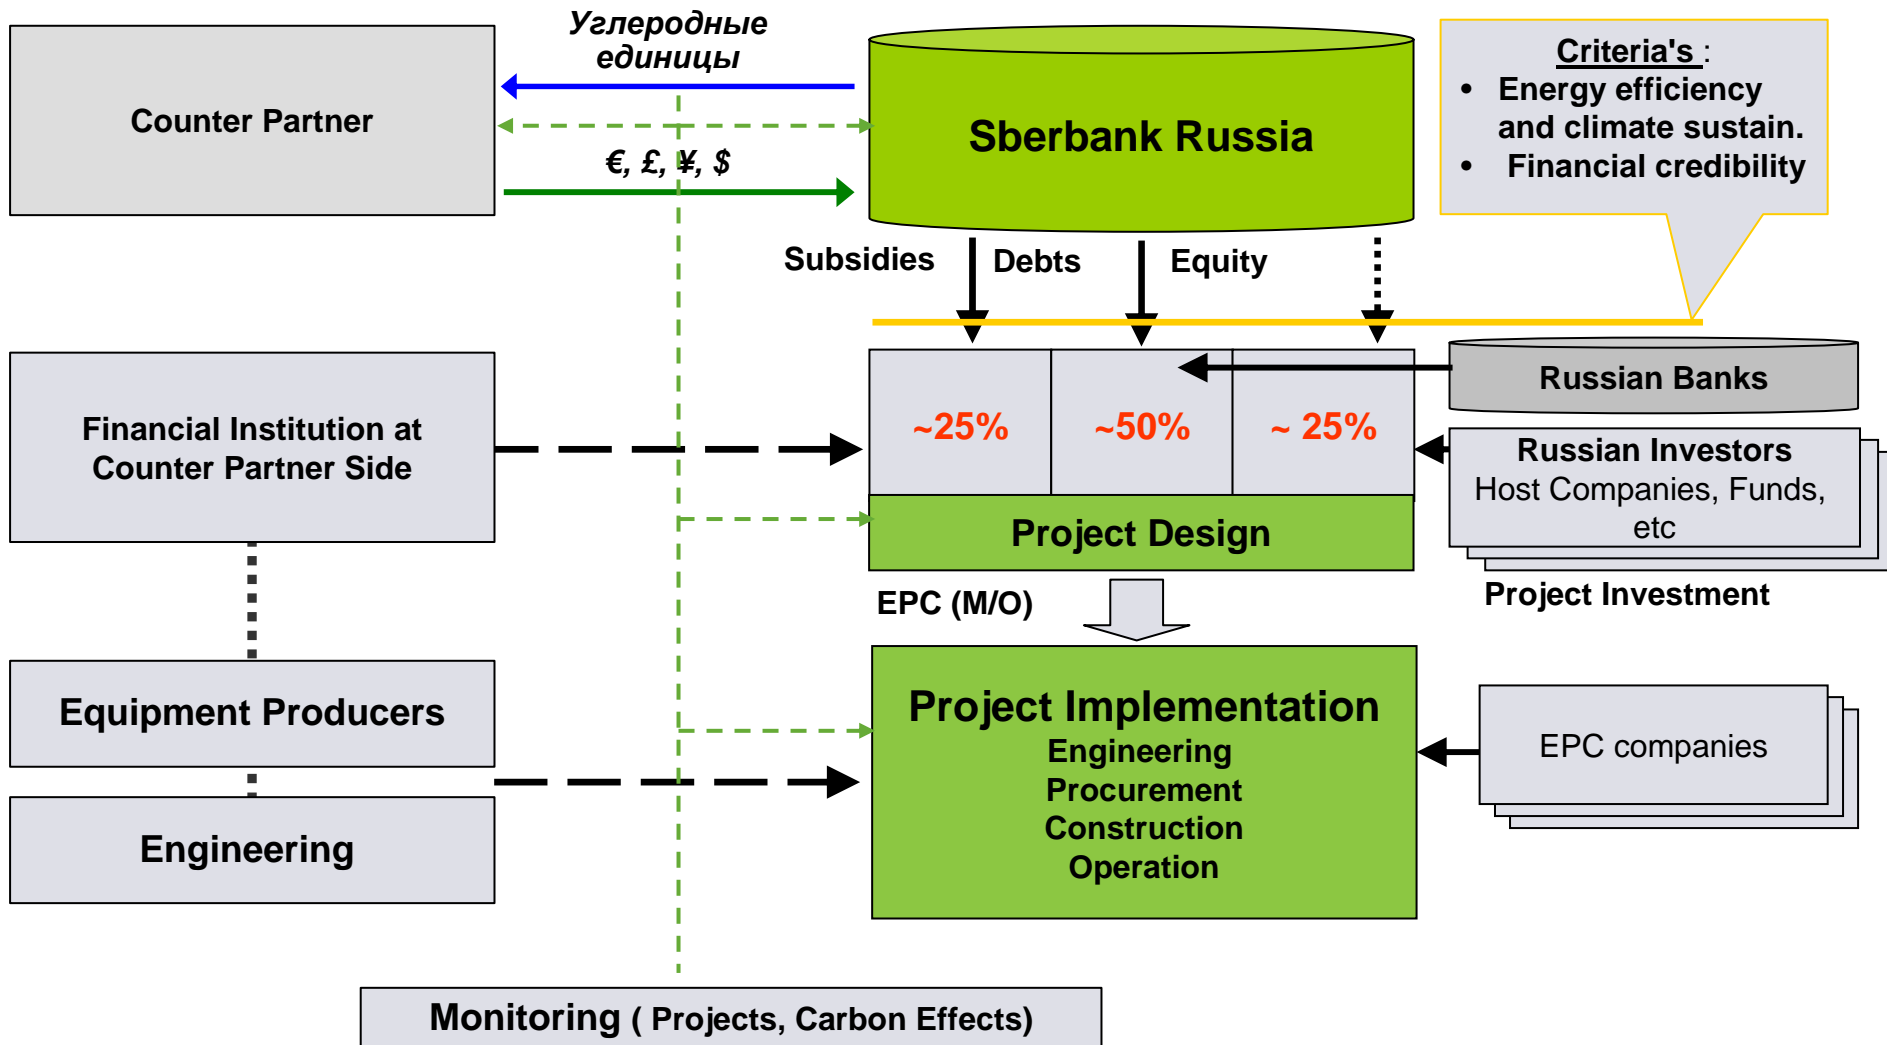 Углеродные
единицы
Counter Partner
€, £, ¥, $
Sberbank Russia
Criteria's :
• Energy efficiency
and climate sustain.
• Financial credibility
Subsidies
Debts
Equity
Financial Institution at
Counter Partner Side
~25%
~50%
~ 25%
Russian Banks
Russian Investors
Host Companies, Funds,
etc
Project Design
Project Investment
EPC (M/O)
Equipment Producers
Engineering
Project Implementation
Engineering
Procurement
Construction
Operation
EPC companies
Monitoring ( Projects, Carbon Effects)